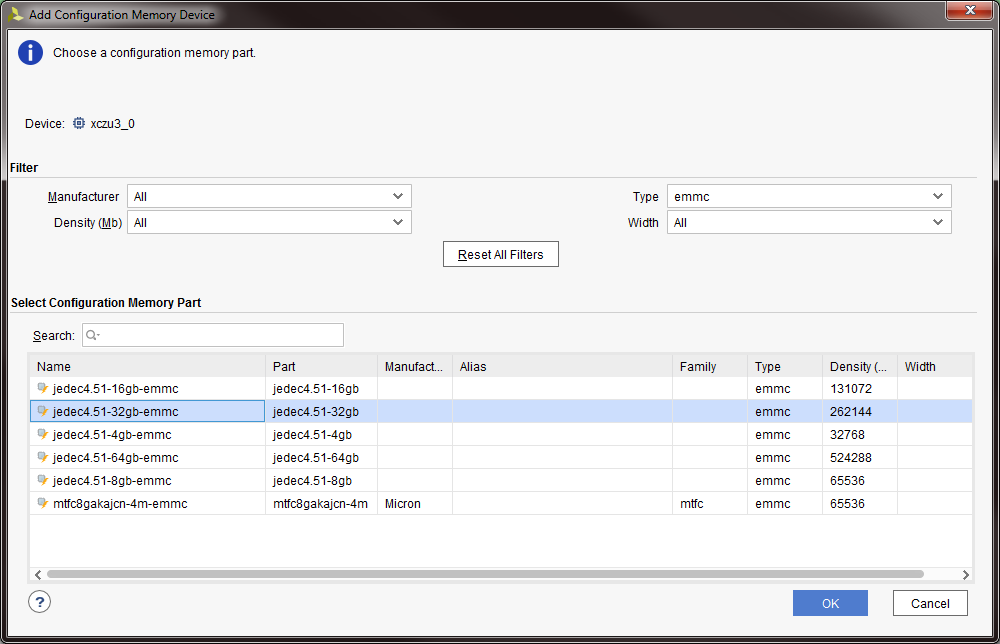 Add Configuration Memory Device
Choose a configuration memory part.
Device: xczu3_0
Filter
Manufacturer All Type emmc
Density (Mb) All Width All
Reset All Filters
Select Configuration Memory Part
Search:
Name Part Manufact... Alias Family Type Density (... Width
jedec4.51-16gb-emmc jedec4.51-16gb emmc 131072
jedec4.51-32gb-emmc jedec4.51-32gb emmc 262144
jedec4.51-4gb-emmc jedec4.51-4gb emmc 32768
jedec4.51-64gb-emmc jedec4.51-64gb emmc 524288
jedec4.51-8gb-emmc jedec4.51-8gb emmc 65536
mtfc8gakajcn-4m-emmc mtfc8gakajcn-4m Micron mtfc emmc 65536
? OK Cancel